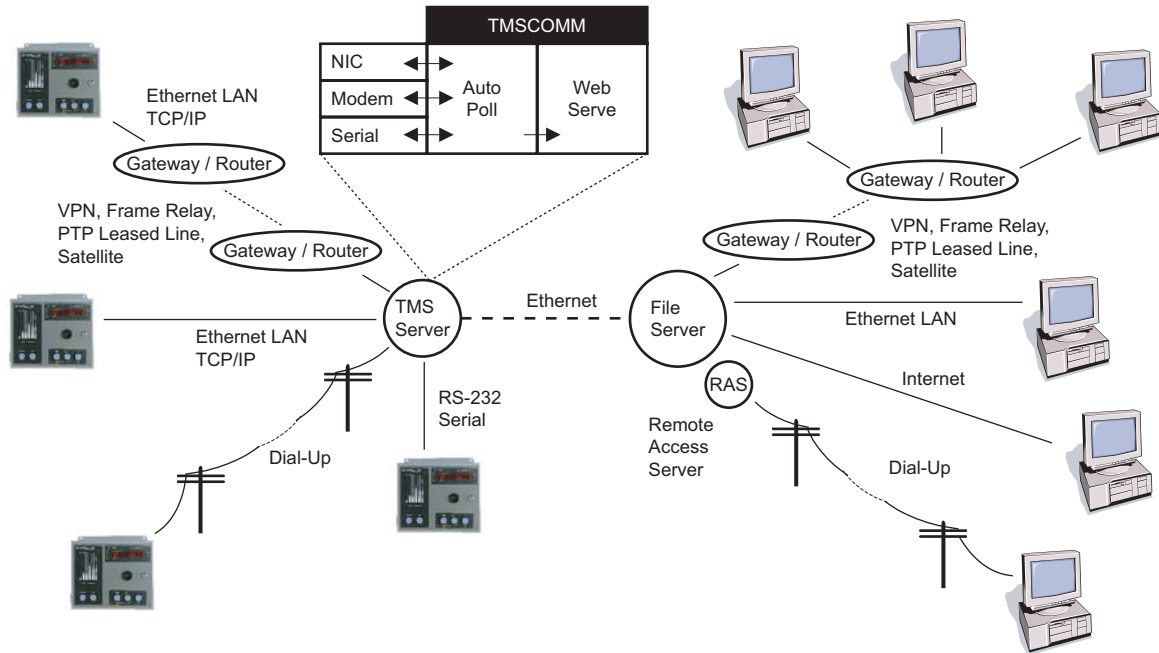 TMSCOMM
NIC
Modem
Serial
Auto
Poll
Web
Serve
Ethernet LAN
TCP/IP
Gateway / Router
VPN, Frame Relay,
PTP Leased Line,
Satellite
Gateway / Router
Ethernet LAN
TCP/IP
TMS
Server
Dial-Up
RS-232
Serial
Ethernet
File
Server
RAS
Remote
Access
Server
Gateway / Router
Gateway / Router
VPN, Frame Relay,
PTP Leased Line,
Satellite
Ethernet LAN
Internet
Dial-Up